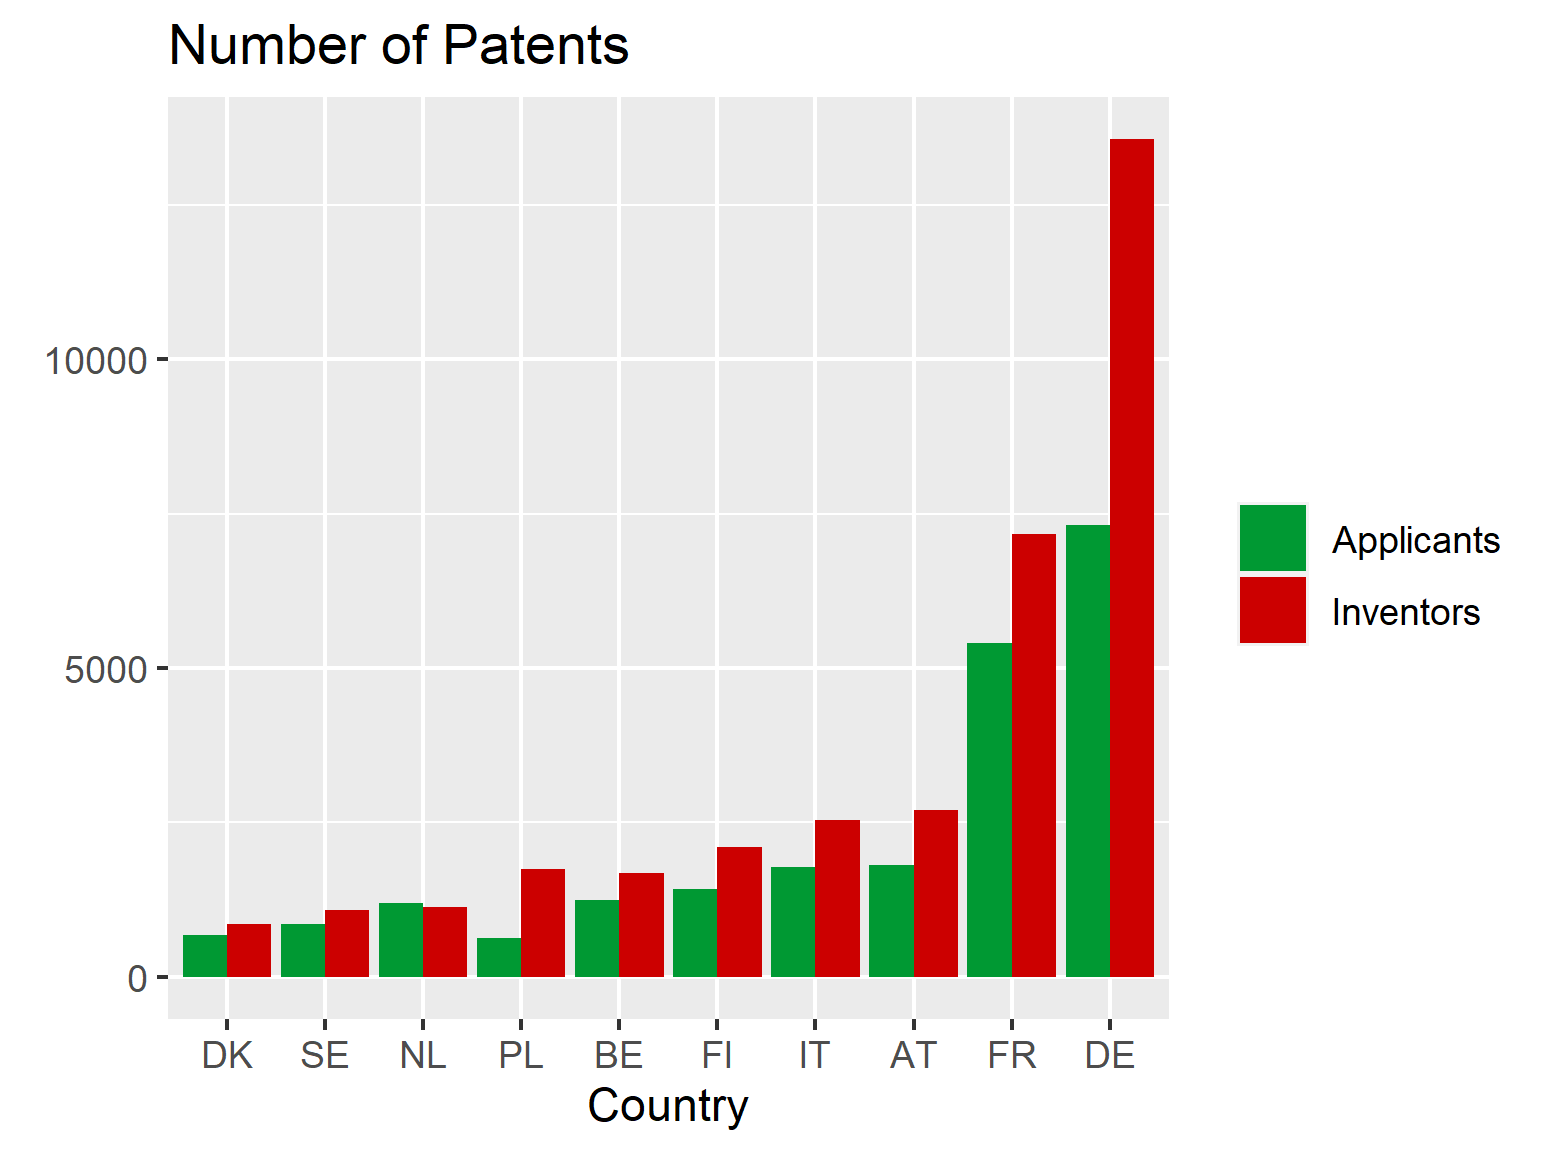 Number of Patents
10000
5000
0
DK SE NL PL BE FI IT AT FR DE
Country
Applicants
Inventors